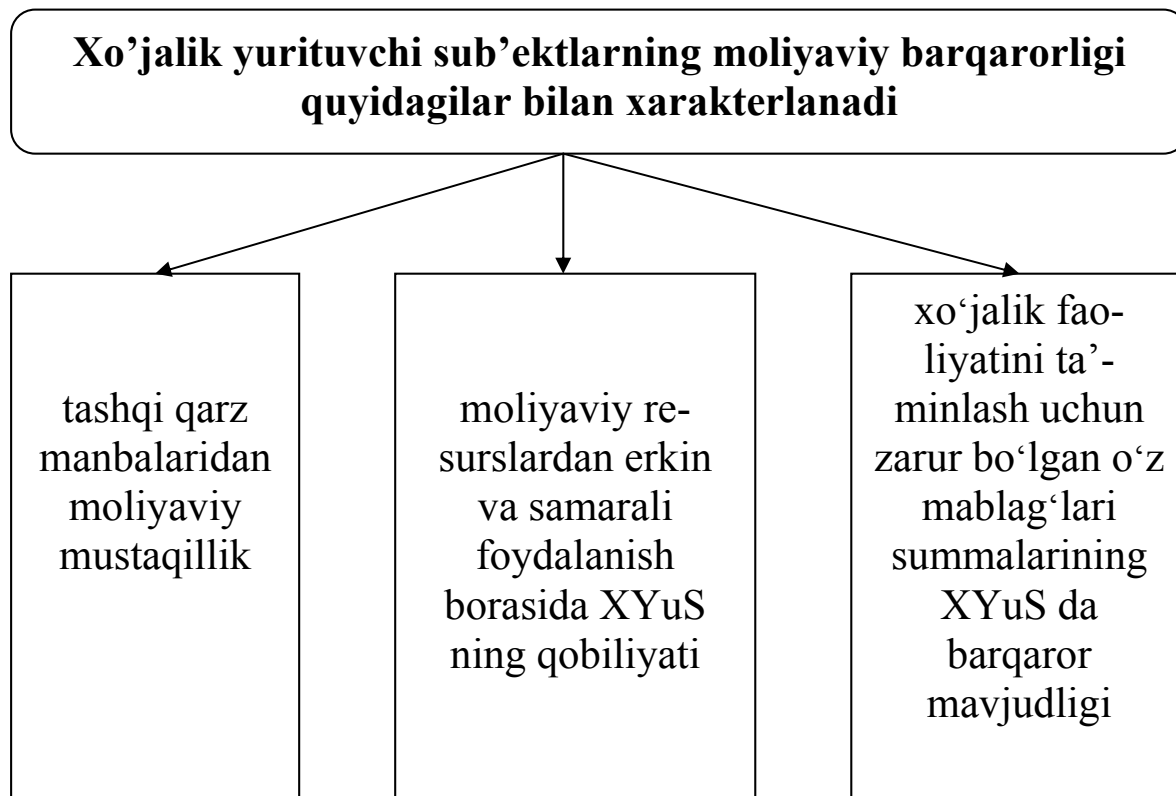 Xo’jalik yurituvchi sub’ektlarning moliyaviy barqarorligi
quyidagilar bilan xarakterlanadi
tashqi qarz
manbalaridan
moliyaviy
mustaqillik
moliyaviy re-
surslardan erkin
va samarali
foydalanish
borasida XYuS
ning qobiliyati
xo‘jalik fao-
liyatini ta’-
minlash uchun
zarur bo‘lgan o‘z
mablag‘lari
summalarining
XYuS da
barqaror
mavjudligi